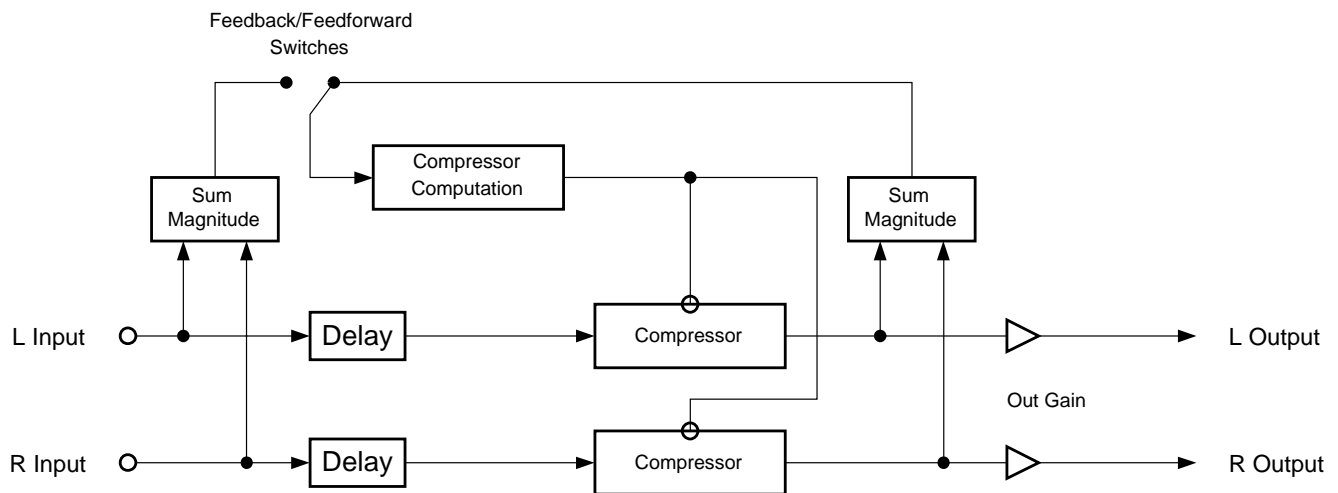 Feedback/Feedforward
Switches
Compressor
Computation
Sum
Magnitude
Sum
Magnitude
L Input
Delay
Compressor
L Output
Out Gain
R Input
Delay
Compressor
R Output